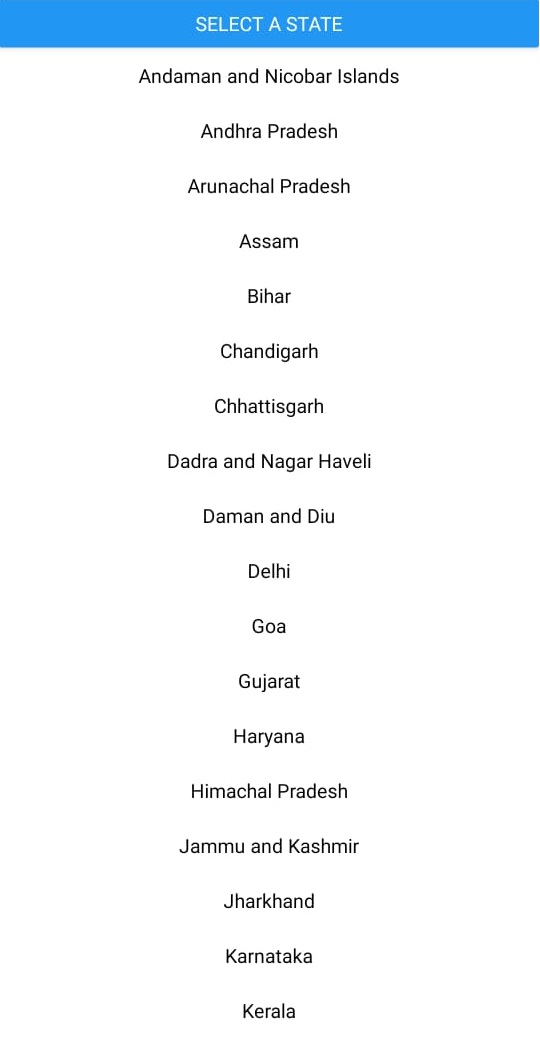 SELECT A STATE
Andaman and Nicobar Islands
Andhra Pradesh
Arunachal Pradesh
Assam
Bihar
Chandigarh
Chhattisgarh
Dadra and Nagar Haveli
Daman and Diu
Delhi
Goa
Gujarat
Haryana
Himachal Pradesh
Jammu and Kashmir
Jharkhand
Karnataka
Kerala